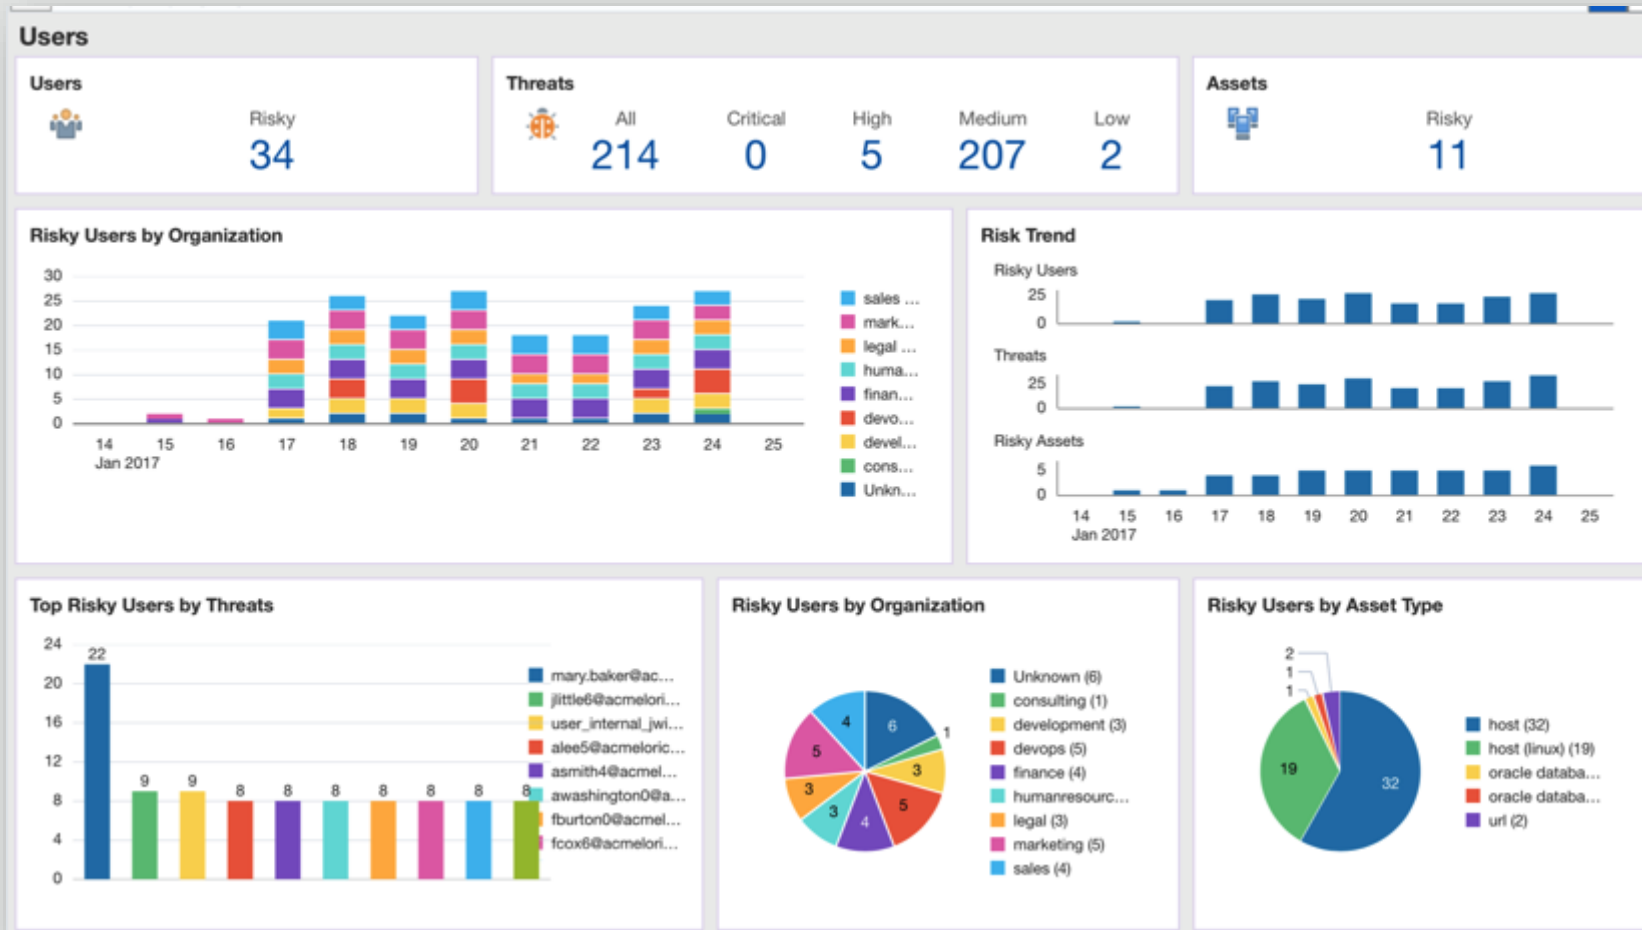 Users
Users
Risky
34
Threats
All
Critical
High
Medium
Low
214
0
5
207
2
Assets
Risky
11
Risky Users by Organization
30
25
20
15
10
5
0
14
15
16
17
18
19
20
21
22
23
24
25
Jan 2017
sales ...
mark...
legal ...
huma...
finan...
devo...
devel...
cons...
Unkn...
Risk Trend
Risky Users
25
0
Threats
25
0
Risky Assets
5
0
14
15
16
17
18
19
20
21
22
23
24
25
Jan 2017
Top Risky Users by Threats
24
20
16
12
8
4
0
22
9
9
8
8
8
8
8
8
8
mary.baker@ac...
jlittle6@acmelori...
user_internal_jwi...
alee5@acmeloric...
asmith4@acmel...
awashington0@a...
fburton0@acmel...
fcox6@acmelori...
Risky Users by Organization
6
1
3
5
4
3
3
5
4
Unknown (6)
consulting (1)
development (3)
devops (5)
finance (4)
humanresourc...
legal (3)
marketing (5)
sales (4)
Risky Users by Asset Type
2
1
1
19
32
host (32)
host (linux) (19)
oracle databa...
oracle databa...
url (2)